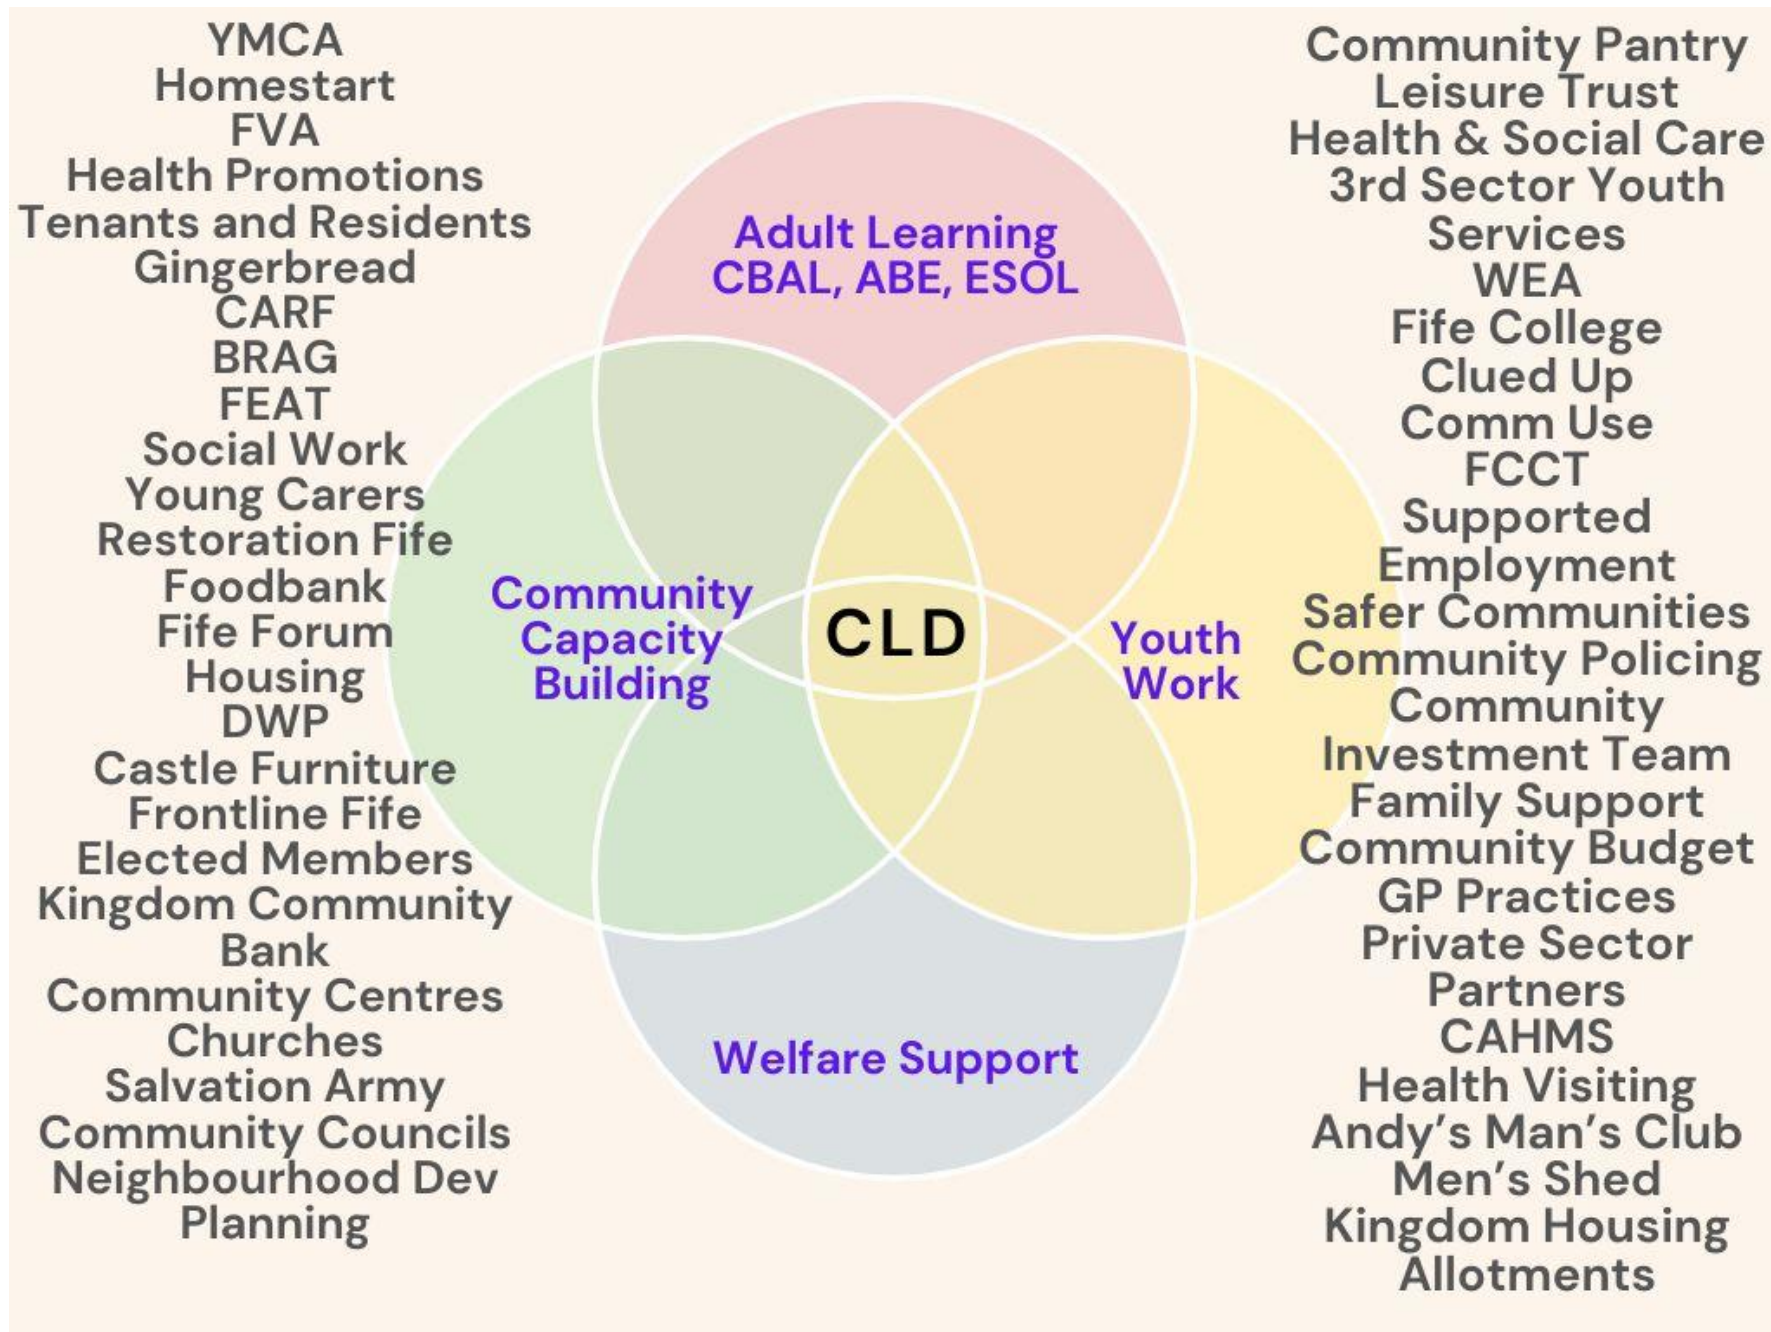 YMCA
Homestart
FVA
Health Promotions
Tenants and Residents
Gingerbread
CARF
BRAG
FEAT
Social Work
Young Carers
Restoration Fife
Foodbank
Fife Forum
Housing
DWP
Castle Furniture
Frontline Fife
Elected Members
Kingdom Community
Bank
Community Centres
Churches
Salvation Army
Community Councils
Neighbourhood Dev
Planning
Adult Learning
CBAL, ABE, ESOL
Community
Capacity
Building
CLD
Youth
Work
Welfare Support
Community Pantry
Leisure Trust
Health & Social Care
3rd Sector Youth
Services
WEA
Fife College
Clued Up
Comm Use
FCCT
Supported
Employment
Safer Communities
Community Policing
Community
Investment Team
Family Support
Community Budget
GP Practices
Private Sector
Partners
CAHMS
Health Visiting
Andy’s Man’s Club
Men’s Shed
Kingdom Housing
Allotments